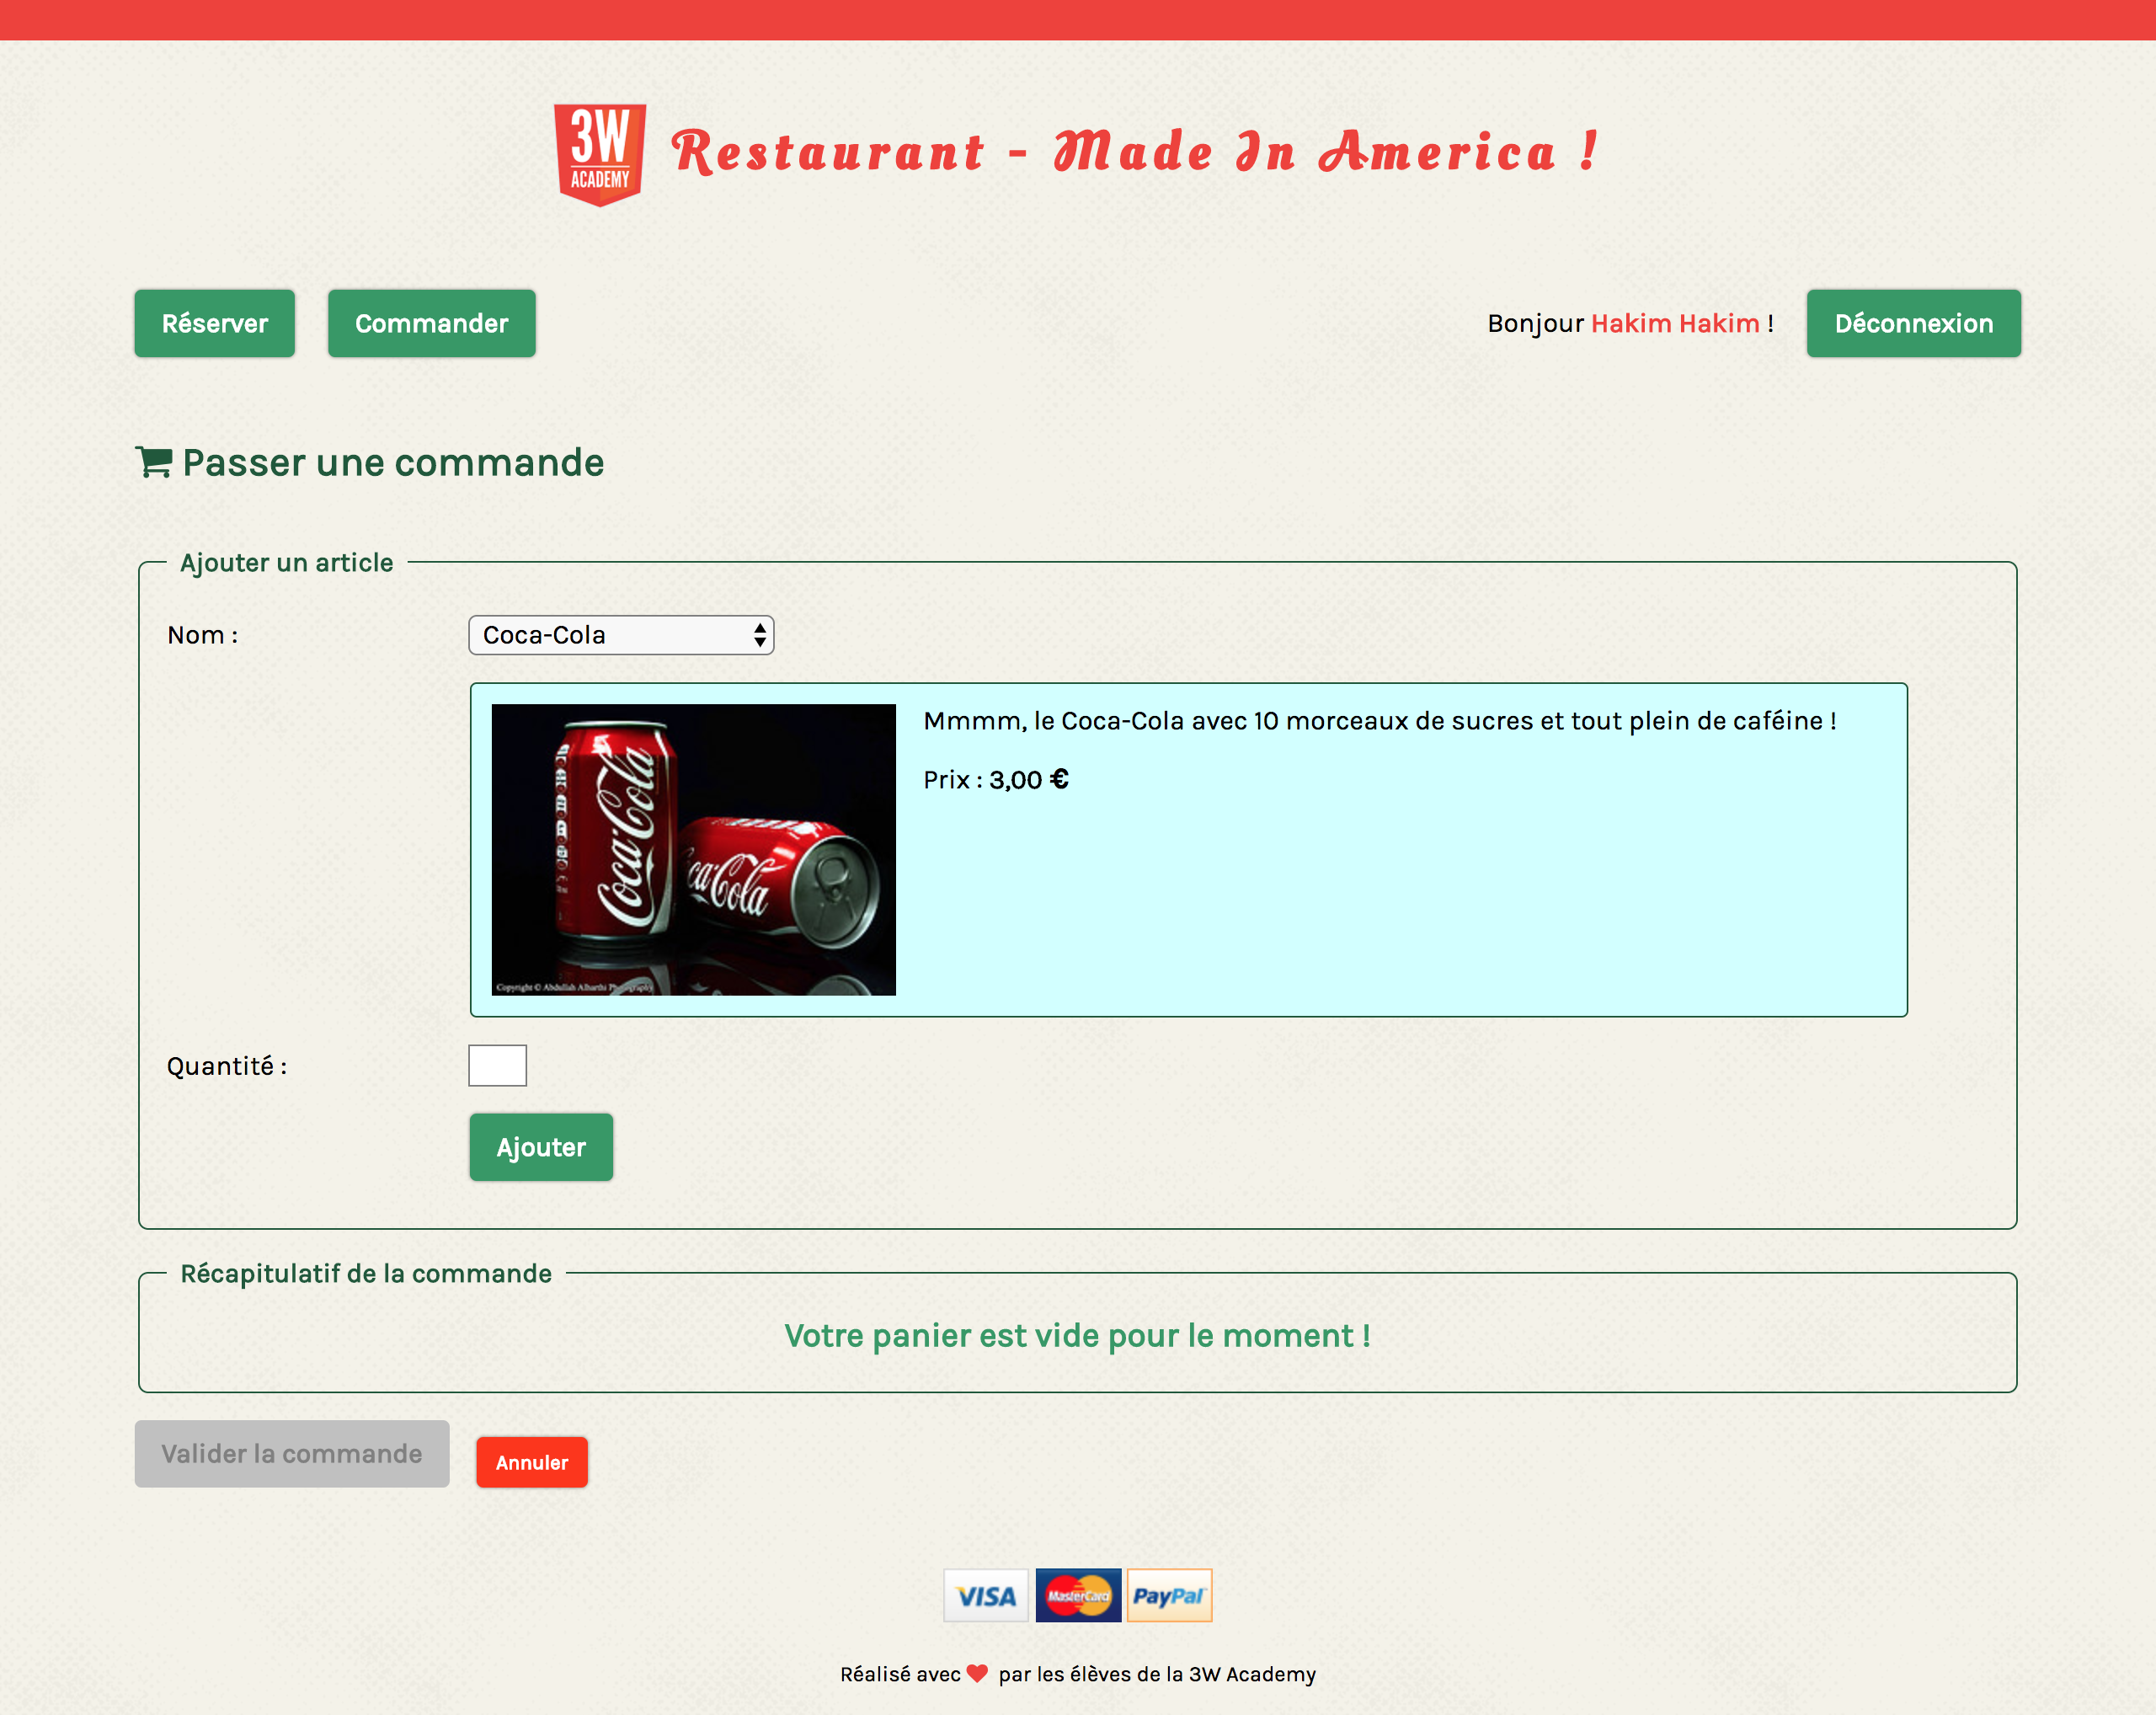 3W
ACADEMY
Restaurant - Made In America !
Réserver
Commander
Bonjour Hakim Hakim !
Déconnexion
Passer une commande
Ajouter un article
Nom :
Coca-Cola
Coca-Cola
Coca-Cola
Copyright © Abdullah Alharthi Photography
Mmmm, le Coca-Cola avec 10 morceaux de sucres et tout plein de caféine !
Prix : 3,00 €
Quantité :
Ajouter
Récapitulatif de la commande
Votre panier est vide pour le moment !
Valider la commande
Annuler
VISA
MasterCard
PayPal
Réalisé avec par les élèves de la 3W Academy